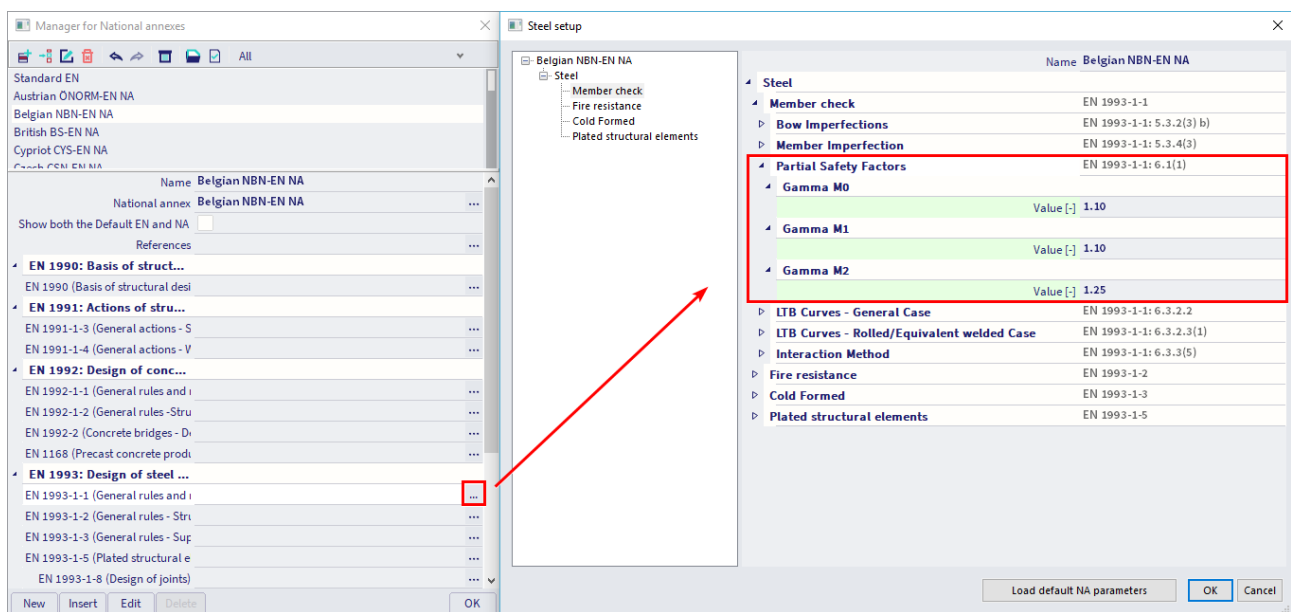 Manager for National annexes
All
Standard EN
Austrian ÖNORM-EN NA
Belgian NBN-EN NA
British BS-EN NA
Cypriot CYS-EN NA
Czech CSN EN NA
Name Belgian NBN-EN NA
National annex Belgian NBN-EN NA ...
Show both the Default EN and NA
References ...
EN 1990: Basis of struct...
EN 1990 (Basis of structural desi ...
EN 1991: Actions of stru...
EN 1991-1-3 (General actions - S ...
EN 1991-1-4 (General actions - W ...
EN 1992: Design of conc...
EN 1992-1-1 (General rules and ...
EN 1992-1-2 (General rules -Stru ...
EN 1992-2 (Concrete bridges - De ...
EN 1168 (Precast concrete produ ...
EN 1993: Design of steel ...
EN 1993-1-1 (General rules and ...
EN 1993-1-2 (General rules - Stru ...
EN 1993-1-3 (General rules - Sup ...
EN 1993-1-5 (Plated structural e ...
EN 1993-1-8 (Design of joints) ...
New Insert Edit Delete OK
Steel setup
Belgian NBN-EN NA
Steel
Member check
Fire resistance
Cold Formed
Plated structural elements
Name Belgian NBN-EN NA
Steel
Member check EN 1993-1-1
Bow Imperfections EN 1993-1-1: 5.3.2(3) b)
Member Imperfection EN 1993-1-1: 5.3.4(3)
Partial Safety Factors EN 1993-1-1: 6.1(1)
Gamma M0
Value [-] 1.10
Gamma M1
Value [-] 1.10
Gamma M2
Value [-] 1.25
LTB Curves - General Case EN 1993-1-1: 6.3.2.2
LTB Curves - Rolled/Equivalent welded Case EN 1993-1-1: 6.3.2.3(1)
Interaction Method EN 1993-1-1: 6.3.3(5)
Fire resistance EN 1993-1-2
Cold Formed EN 1993-1-3
Plated structural elements EN 1993-1-5
Load default NA parameters OK Cancel